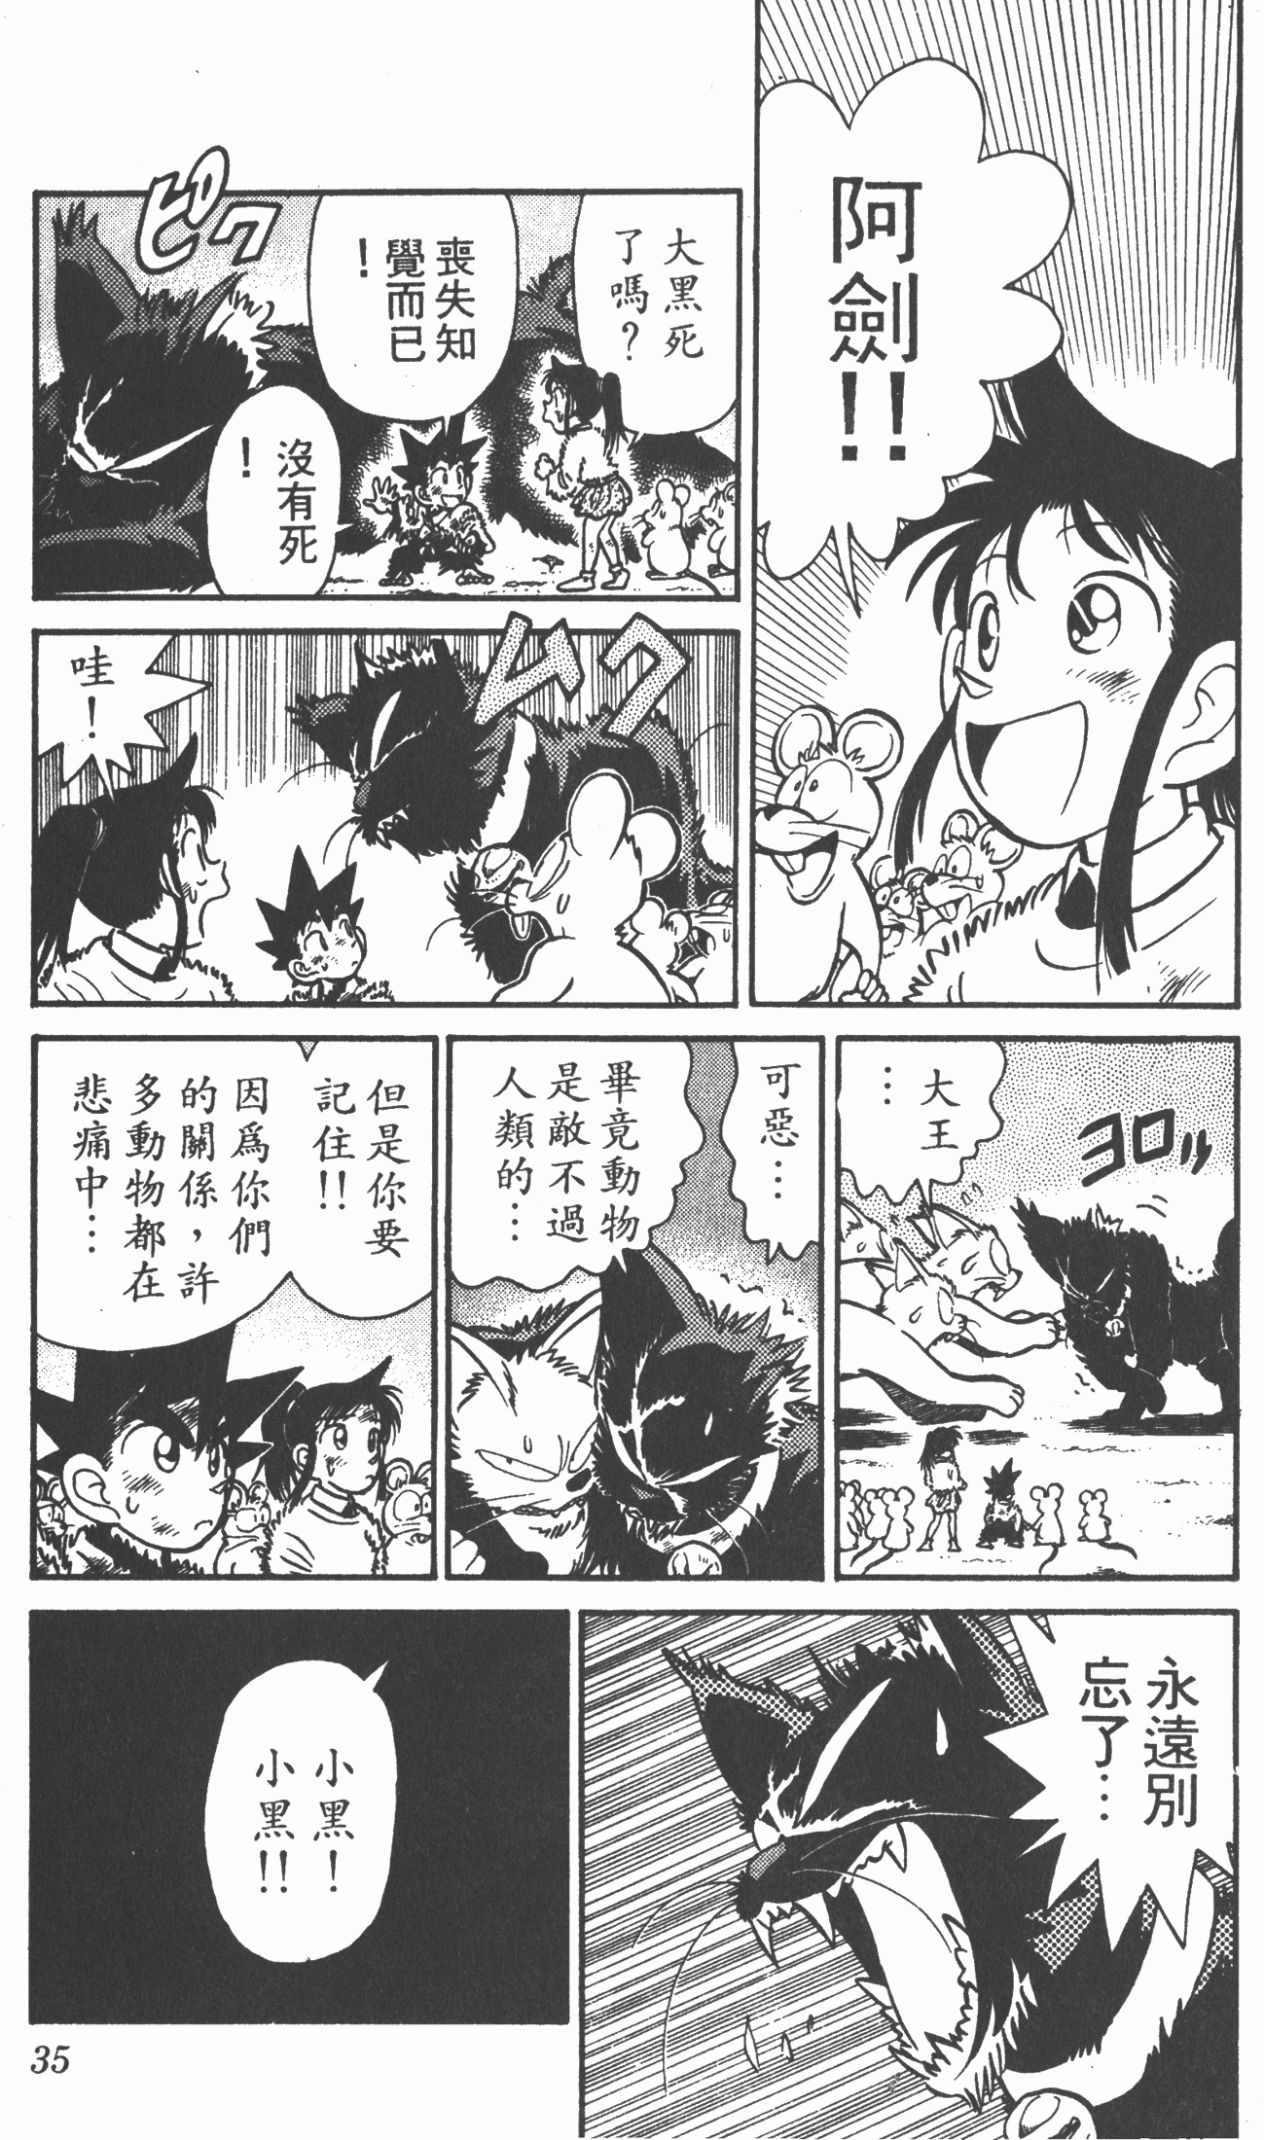 阿劍!!
大黑死
了嗎?
喪失知
覺而已
!
沒有死
!
ピク
ムク
哇!
ヨロッ
大王
…
可惡…
畢竟動物
是敵不過
人類的…
但是你要
記住!!
因爲你們
的關係,許
多動物都在
悲痛中…
永遠別
忘了…
小黑!
小黑!!
35